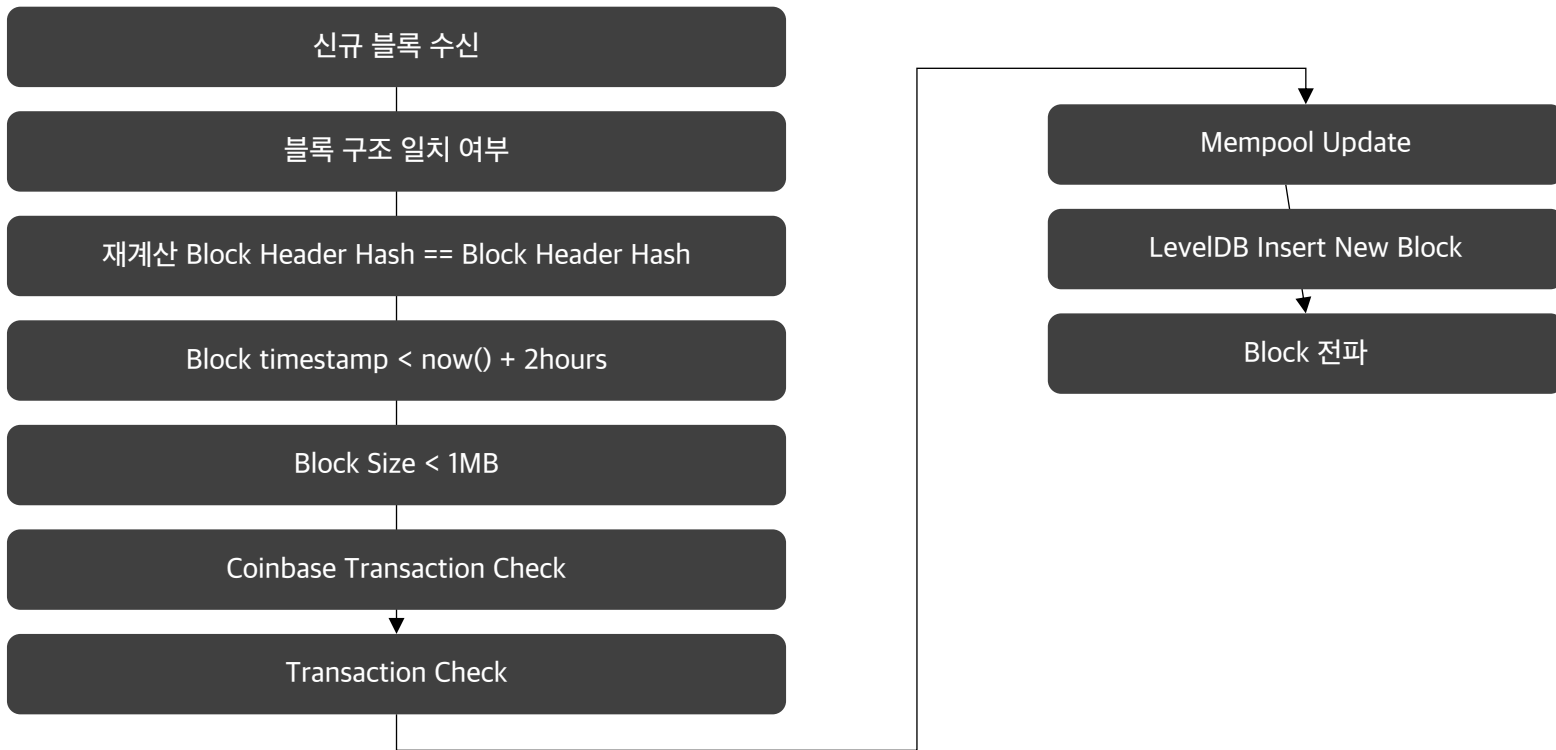 신규 블록 수신
블록 구조 일치 여부
재계산 Block Header Hash == Block Header Hash
Block timestamp < now() + 2hours
Block Size < 1MB
Coinbase Transaction Check
Transaction Check
Mempool Update
LevelDB Insert New Block
Block 전파